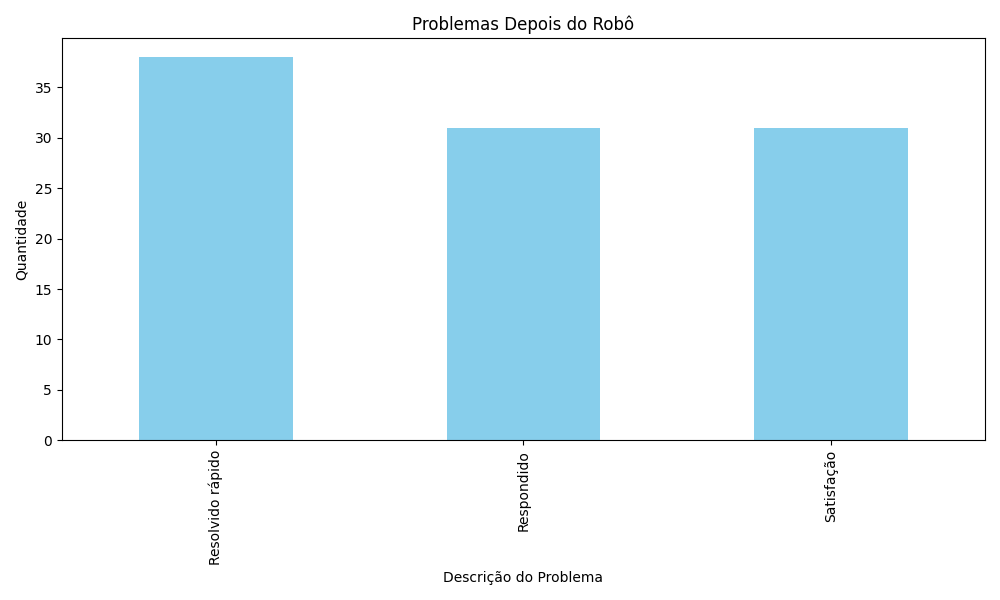 Problemas Depois do Robô
Quantidade
35
30
25
20
15
10
5
0
Resolvido rápido
Respondido
Satisfação
Descrição do Problema